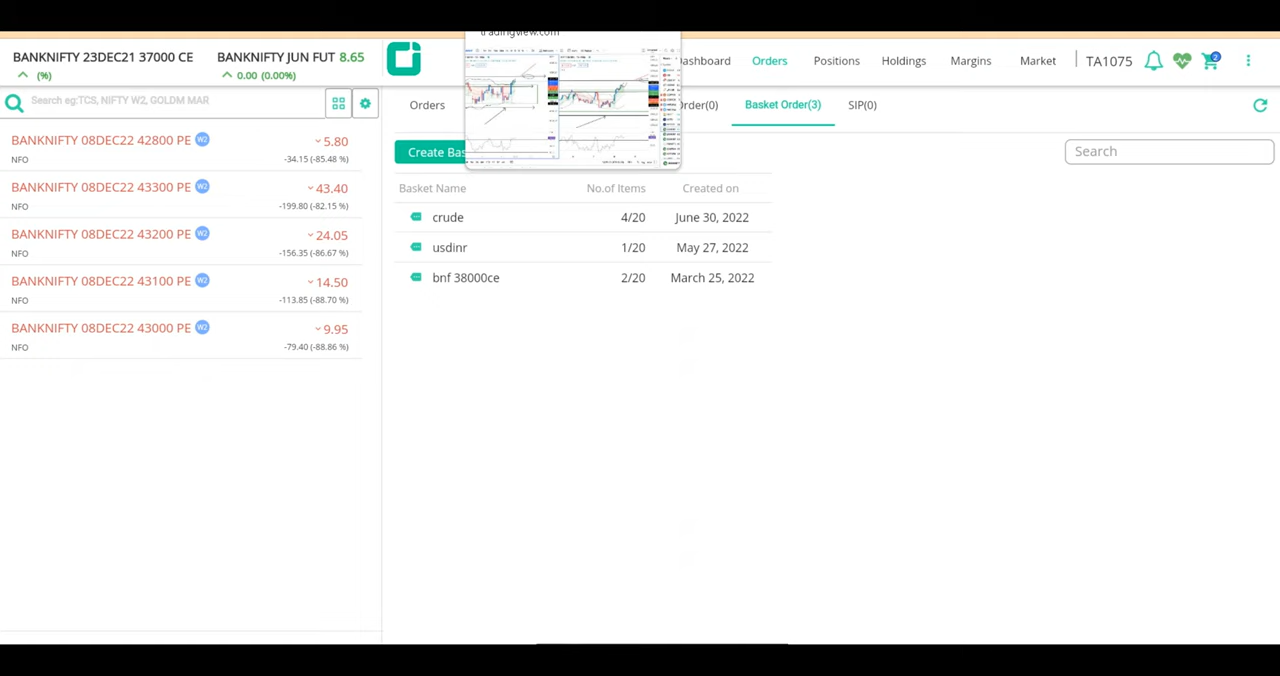 tradingview.com
BANKNIFTY 23DEC21 37000 CE
(%)
BANKNIFTY JUN FUT 8.65
0.00 (0.00%)
Dashboard
Orders
Positions
Holdings
Margins
Market
TA1075
2
Search eg:TCS, NIFTY W2, GOLDM MAR
Orders
Order(0)
Basket Order(3)
SIP(0)
BANKNIFTY 08DEC22 42800 PE W2 5.80
NFO -34.15 (-85.48 %)
BANKNIFTY 08DEC22 43300 PE W2 43.40
NFO -199.80 (-82.15 %)
BANKNIFTY 08DEC22 43200 PE W2 24.05
NFO -156.35 (-86.67 %)
BANKNIFTY 08DEC22 43100 PE W2 14.50
NFO -113.85 (-88.70 %)
BANKNIFTY 08DEC22 43000 PE W2 9.95
NFO -79.40 (-88.86 %)
Create Bas
Search
Basket Name No.of Items Created on
crude 4/20 June 30, 2022
usdinr 1/20 May 27, 2022
bnf 38000ce 2/20 March 25, 2022